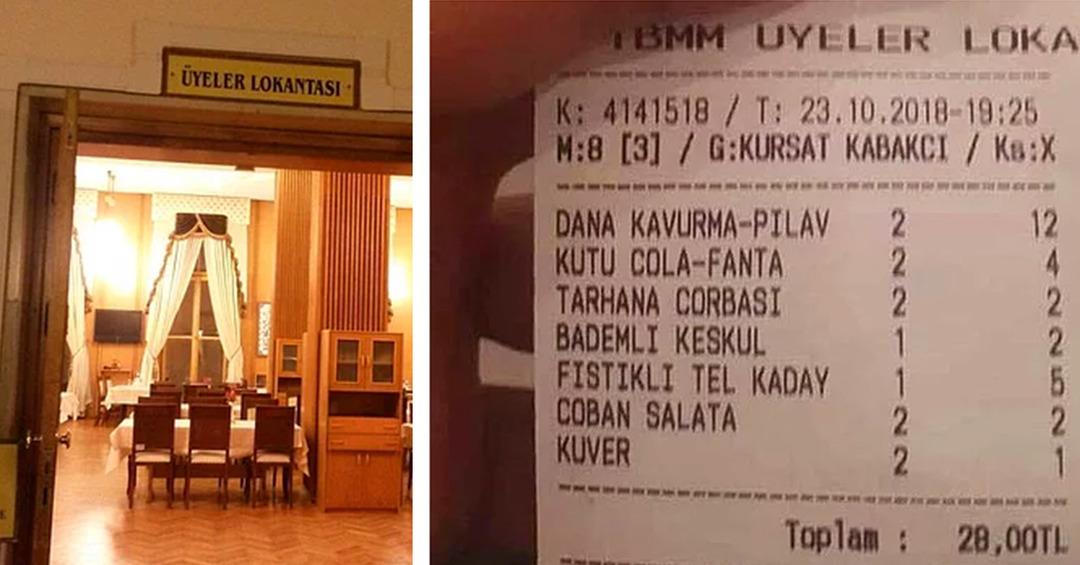 ÜYELER LOKANTASI
TBMM UYELER LOKA
K: 4141518 / T: 23.10.2018-19:25
M:8 [3] / G:KURSAT KABAKCI / Ks:X
DANA KAVURMA-PILAV 2 12
KUTU COLA-FANTA 2 4
TARHANA CORBASI 2 2
BADEMLI KESKUL 1 2
FISTIKLI TEL KADAY 1 5
COBAN SALATA 2 2
KUVER 2 1
Toplam : 28,00TL